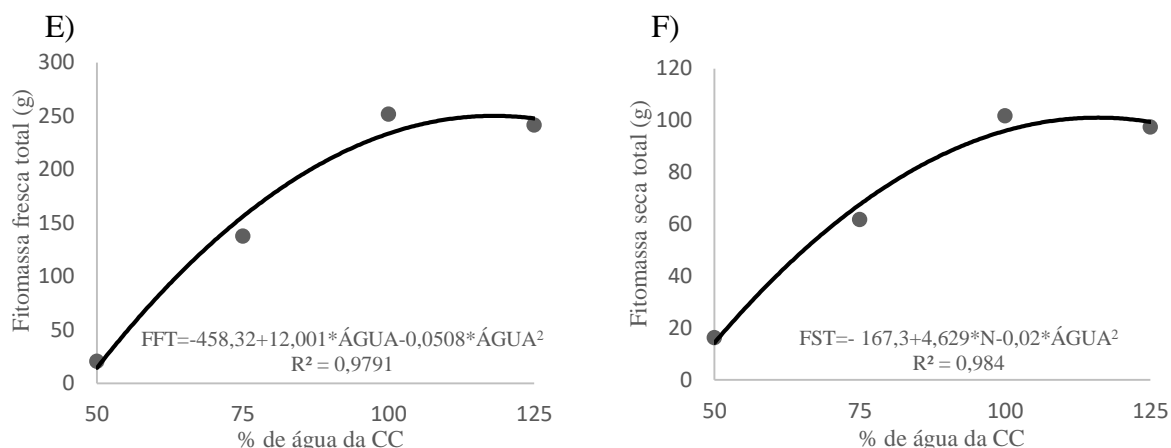 E)
Fitomassa fresca total (g)
300
250
200
150
100
50
0
FFT=-458,32+12,001*ÁGUA-0,0508*ÁGUA²
R² = 0,9791
50 75 100 125
% de água da CC
F)
Fitomassa seca total (g)
120
100
80
60
40
20
0
FST=- 167,3+4,629*N-0,02*ÁGUA²
R² = 0,984
50 75 100 125
% de água da CC